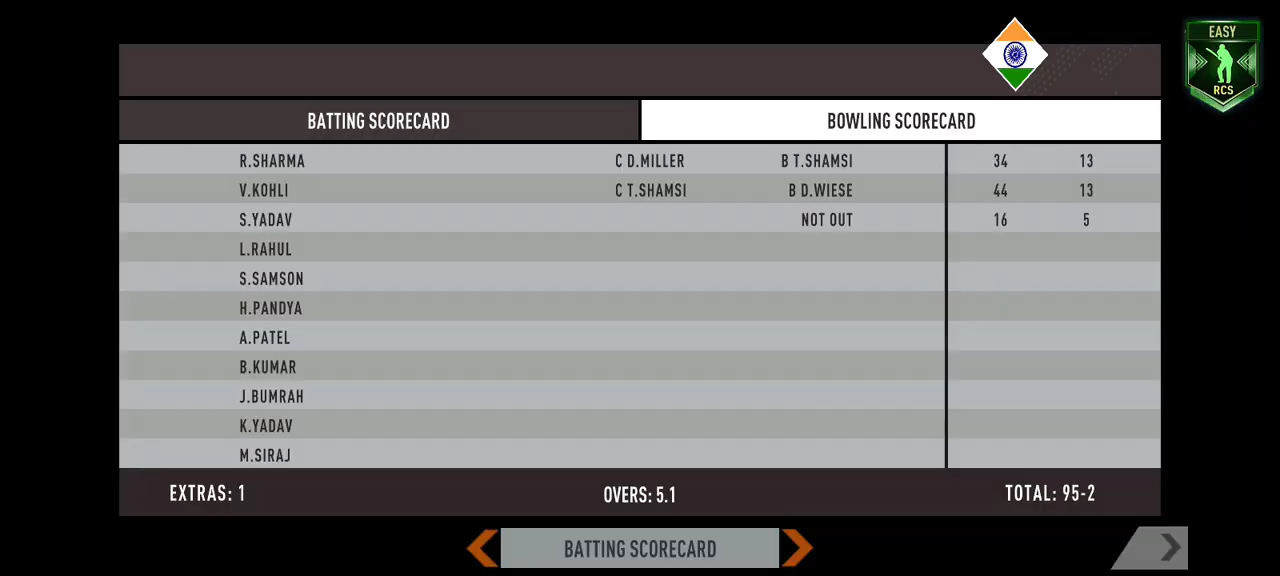 EASY
RCS
BATTING SCORECARD BOWLING SCORECARD
R.SHARMA C D.MILLER B T.SHAMSI 34 13
V.KOHLI C T.SHAMSI B D.WIESE 44 13
S.YADAV NOT OUT 16 5
L.RAHUL
S.SAMSON
H.PANDYA
A.PATEL
B.KUMAR
J.BUMRAH
K.YADAV
M.SIRAJ
EXTRAS: 1 OVERS: 5.1 TOTAL: 95-2
BATTING SCORECARD